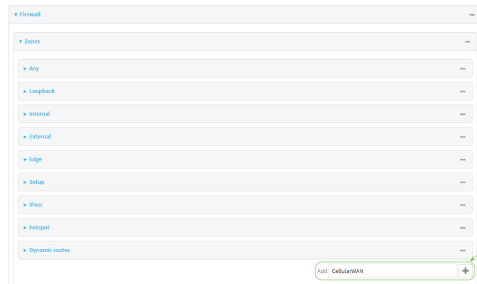 Firewall
Zones
Any
Loopback
Internal
External
Edge
Setup
IPsec
hotspot
Dynamic routes
Add CellularWAN